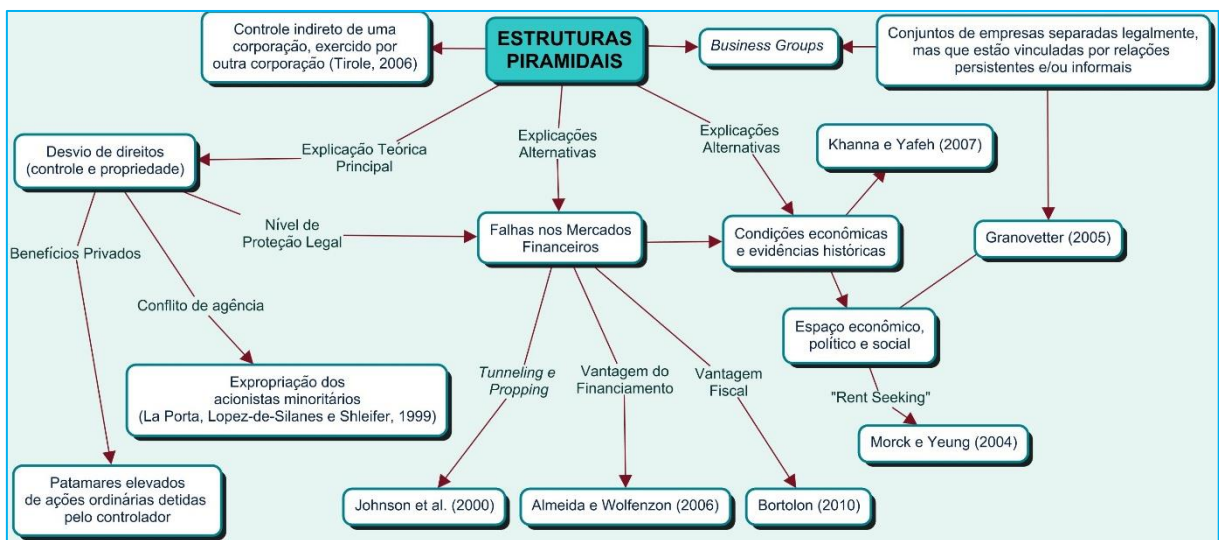 Controle indireto de uma
corporação, exercido por
outra corporação (Tirole, 2006)
ESTRUTURAS
PIRAMIDAIS
Business Groups
Conjuntos de empresas separadas legalmente,
mas que estão vinculadas por relações
persistentes e/ou informais
Desvio de direitos
(controle e propriedade)
Explicação Teórica
Principal
Explicações
Alternativas
Explicações
Alternativas
Khanna e Yafeh (2007)
Nível de
Proteção Legal
Falhas nos Mercados
Financeiros
Condições econômicas
e evidências históricas
Granovetter (2005)
Benefícios Privados
Conflito de agência
Espaço econômico,
político e social
Expropriação dos
acionistas minoritários
(La Porta, Lopez-de-Silanes e Shleifer, 1999)
Tunneling e
Propping
Vantagem do
Financiamento
Vantagem
Fiscal
"Rent Seeking"
Morck e Yeung (2004)
Patamares elevados
de ações ordinárias detidas
pelo controlador
Johnson et al. (2000)
Almeida e Wolfenzon (2006)
Bortolon (2010)